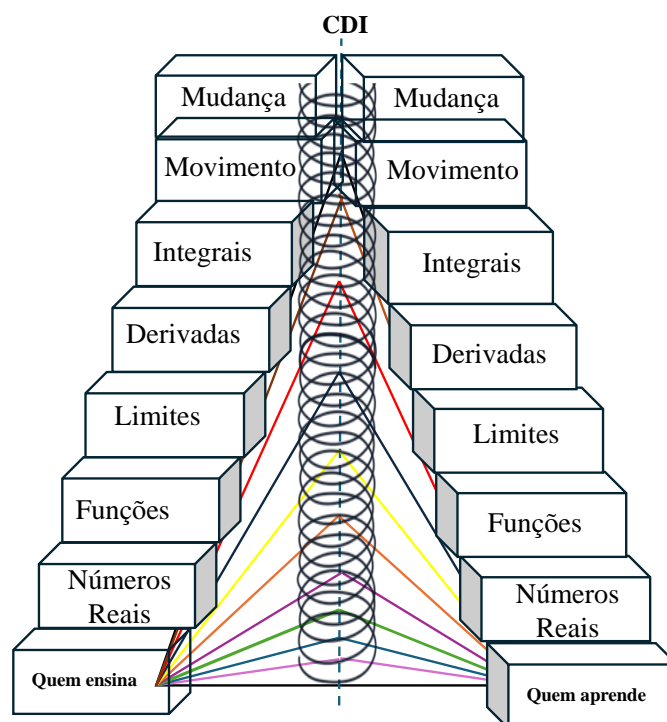 CDI
Mudança
Mudança
Movimento
Movimento
Integrais
Integrais
Derivadas
Derivadas
Limites
Limites
Funções
Funções
Números
Reais
Números
Reais
Quem ensina
Quem aprende